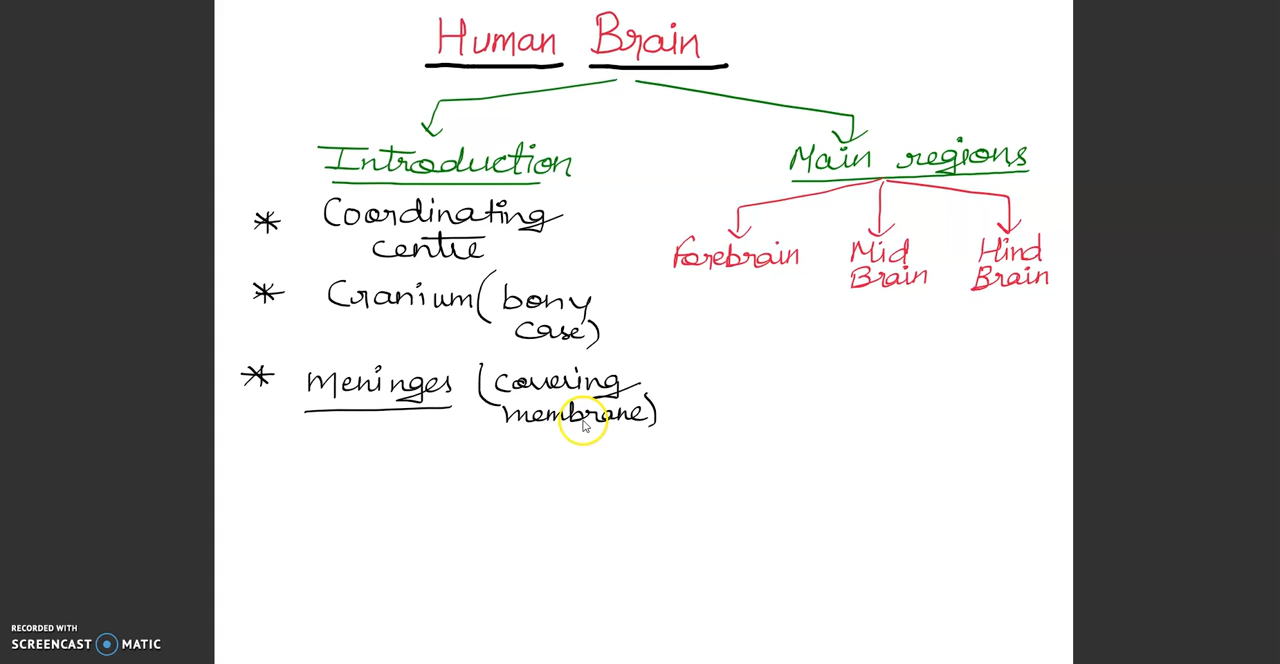 Human Brain
Introduction
* Coordinating
centre
* Cranium (bony
case)
* Meninges (covering
membrane)
Main regions
Forebrain
Mid
Brain
Hind
Brain
RECORDED WITH
SCREENCAST MATIC